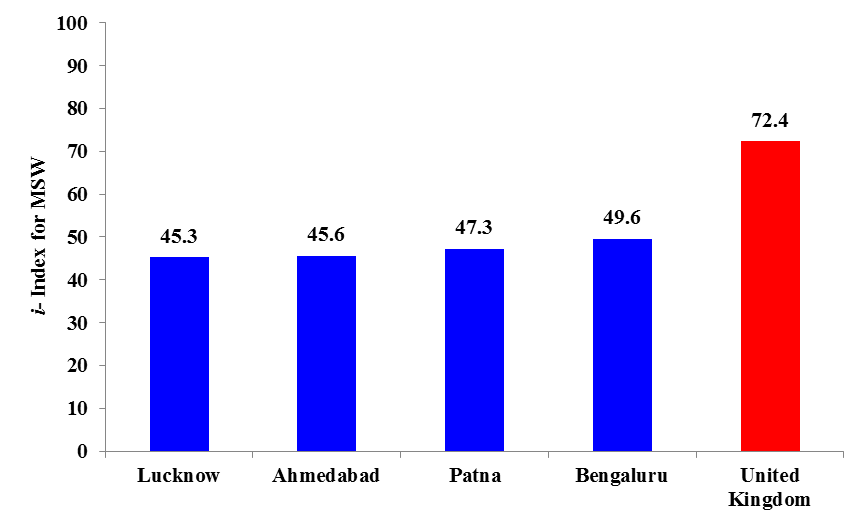 100
90
80
70
60
50
40
30
20
10
0
i- Index for MSW
45.3
45.6
47.3
49.6
72.4
Lucknow
Ahmedabad
Patna
Bengaluru
United
Kingdom